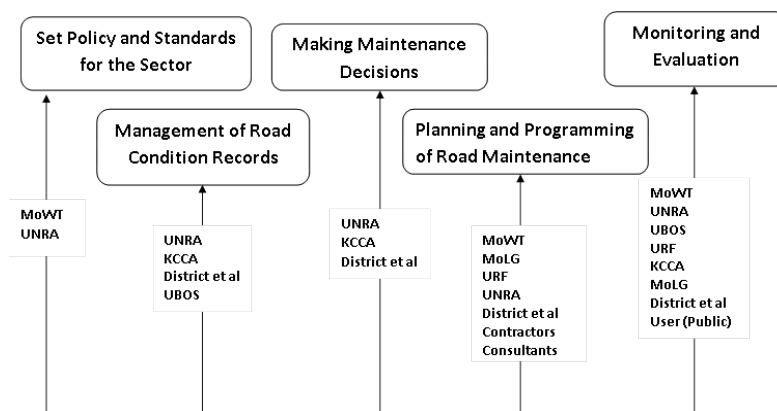 Set Policy and Standards
for the Sector
Management of Road
Condition Records
Making Maintenance
Decisions
Planning and Programming
of Road Maintenance
Monitoring and
Evaluation
MoWT
UNRA
UNRA
KCCA
District et al
UBOS
UNRA
KCCA
District et al
MoWT
MoLG
URF
UNRA
District et al
Contractors
Consultants
MoWT
UNRA
UBOS
URF
KCCA
MoLG
District et al
User (Public)